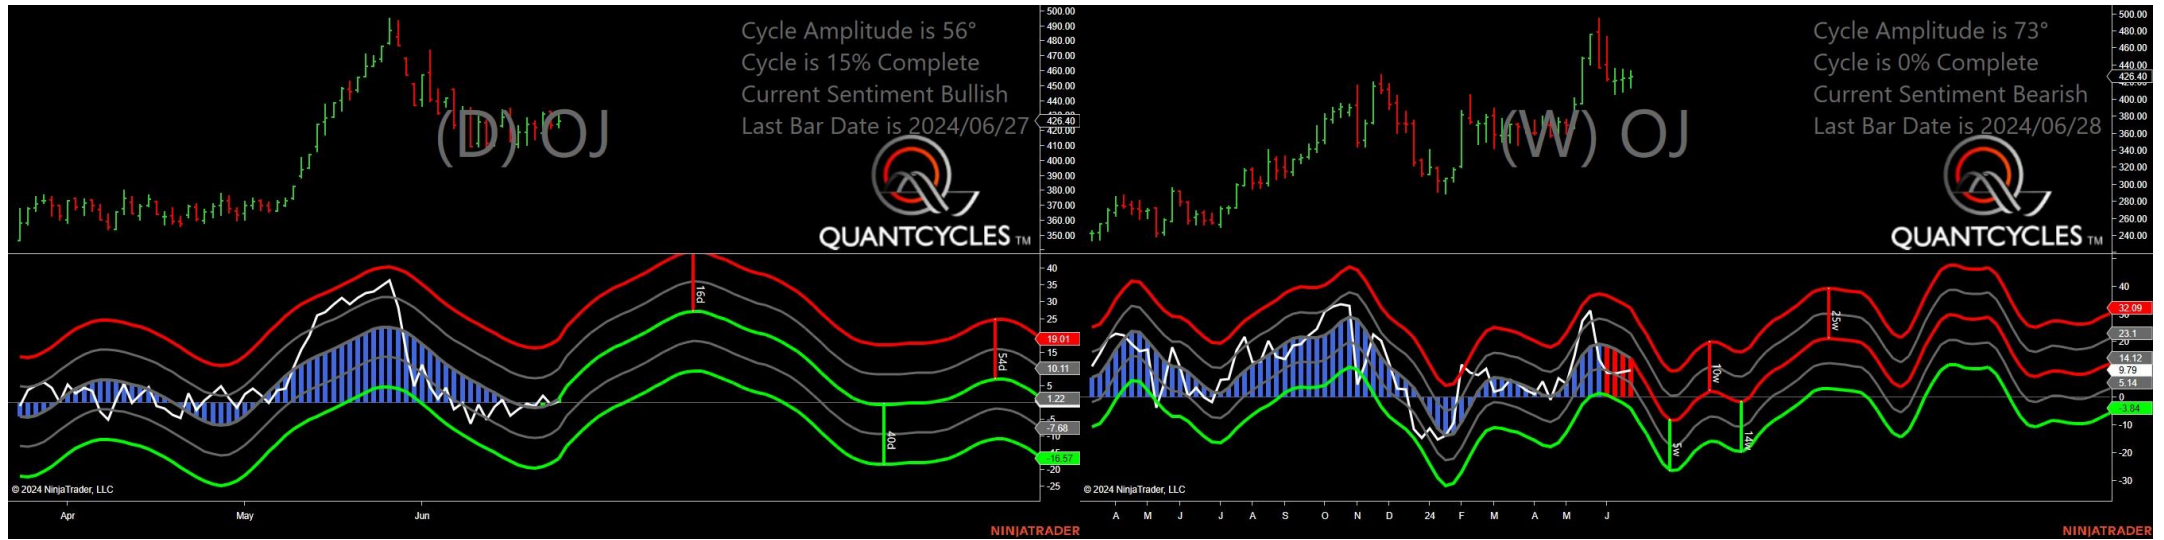 Cycle Amplitude is 56°
Cycle is 15% Complete
Current Sentiment Bullish
Last Bar Date is 2024/06/27
(D) OJ
QUANTCYCLES TM
500.00
490.00
480.00
470.00
460.00
450.00
440.00
426.40
420.00
410.00
400.00
390.00
380.00
370.00
360.00
350.00
16d
40d
54d
40
35
30
25
19.01
15
10.11
5
1.22
-5
-7.68
-10
-16.57
-20
-25
© 2024 NinjaTrader, LLC
Apr
May
Jun
NINJATRADER
Cycle Amplitude is 73°
Cycle is 0% Complete
Current Sentiment Bearish
Last Bar Date is 2024/06/28
(W) OJ
QUANTCYCLES TM
500.00
480.00
460.00
440.00
426.40
400.00
380.00
360.00
340.00
320.00
300.00
280.00
260.00
240.00
5w
10w
14w
25w
40
32.09
30
23.1
20
14.12
9.79
5.14
0
-3.84
-10
-20
-30
© 2024 NinjaTrader, LLC
A M J J A S O N D 24 F M A M J
NINJATRADER